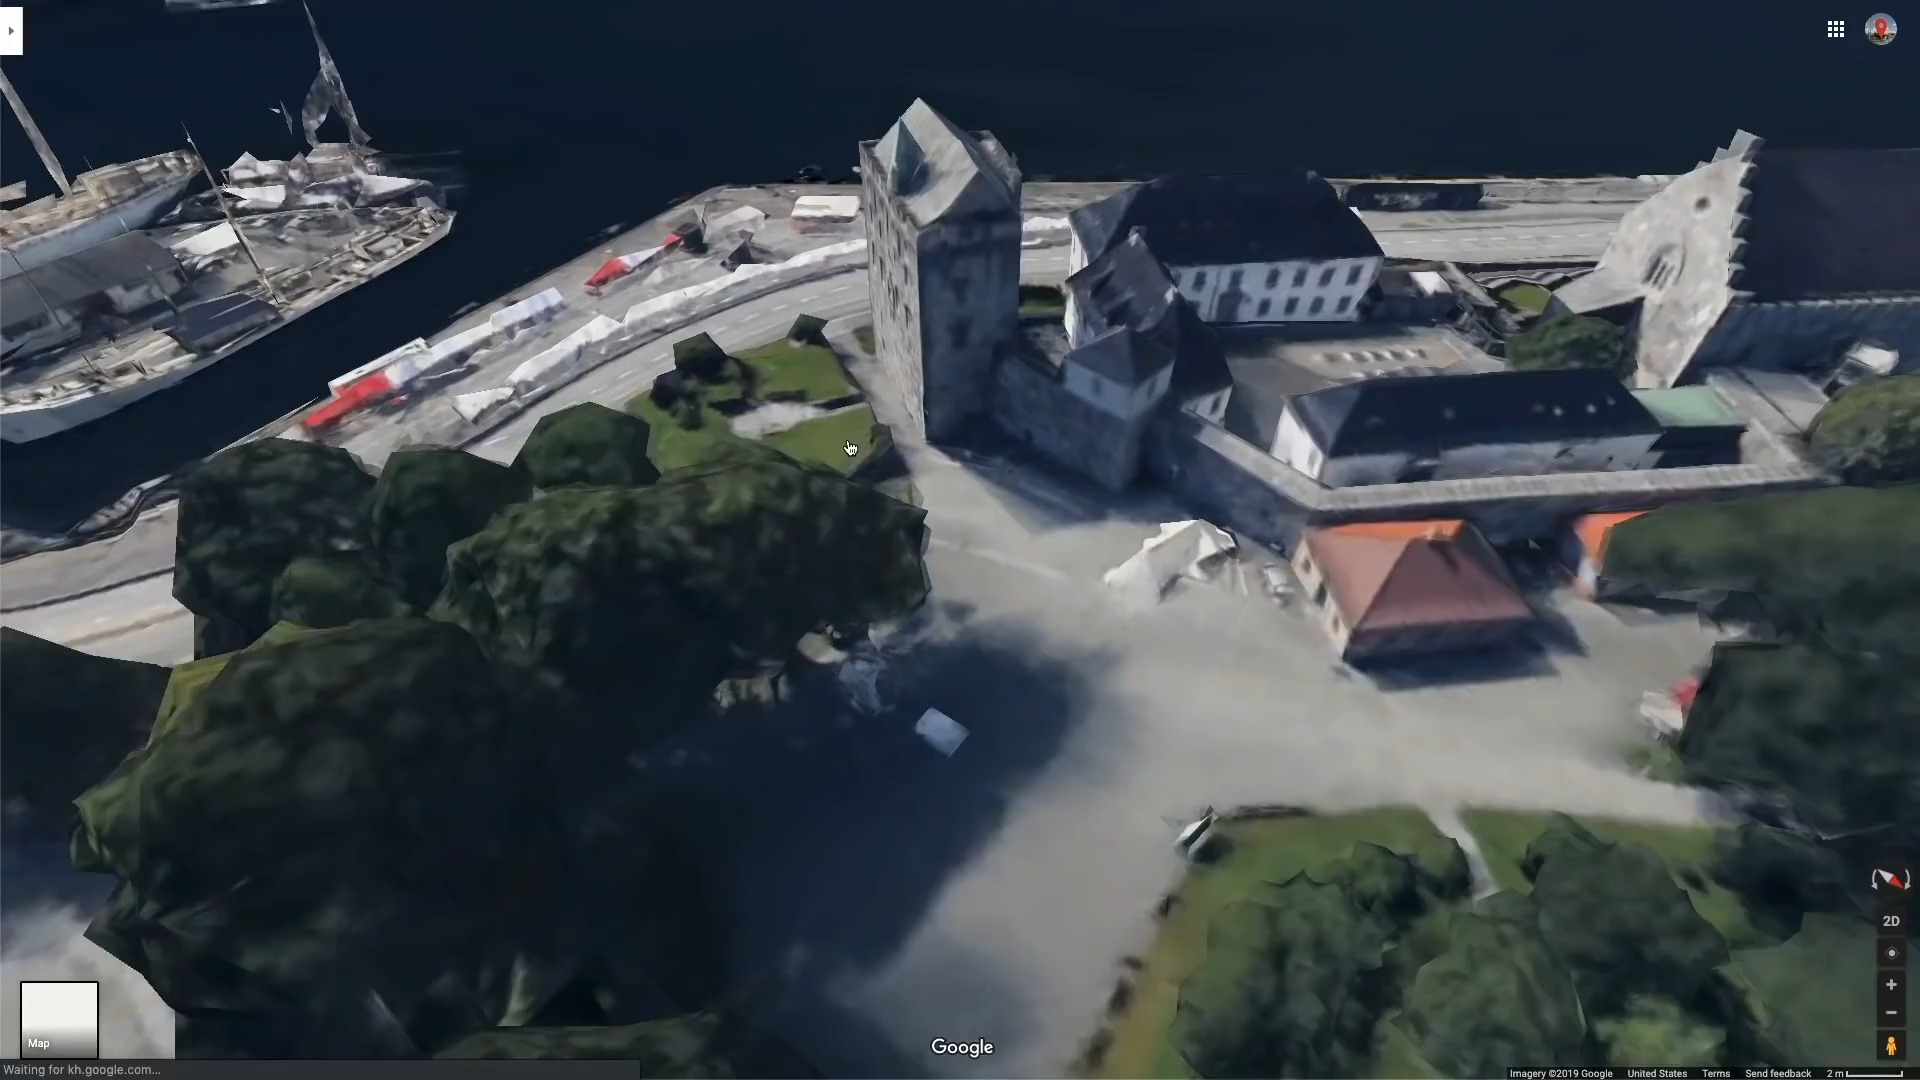 2D
Map
Google
Waiting for kh.google.com...
Imagery ©2019 Google United States Terms Send feedback 2 m